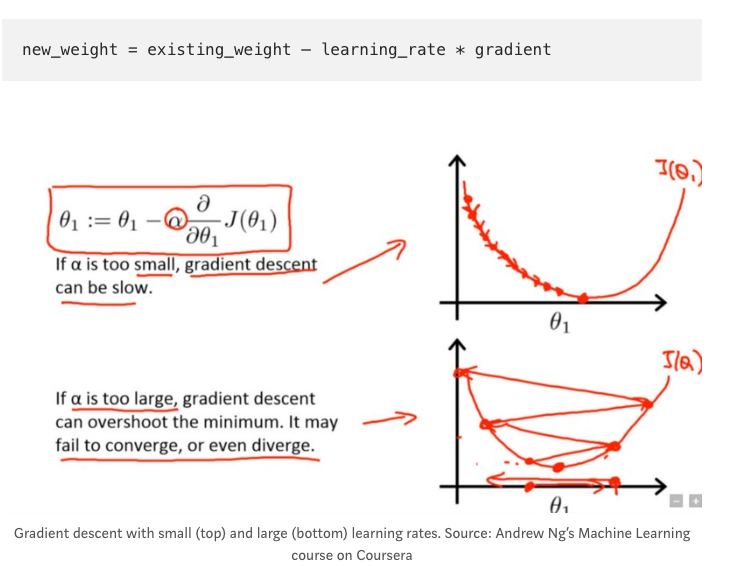 new_weight = existing_weight – learning_rate * gradient
θ₁ := θ₁ − α ∂/∂θ₁ J(θ₁)
J(θ₁)
If α is too small, gradient descent
can be slow.
θ₁
J(θ₁)
If α is too large, gradient descent
can overshoot the minimum. It may
fail to converge, or even diverge.
θ₁
Gradient descent with small (top) and large (bottom) learning rates. Source: Andrew Ng’s Machine Learning
course on Coursera